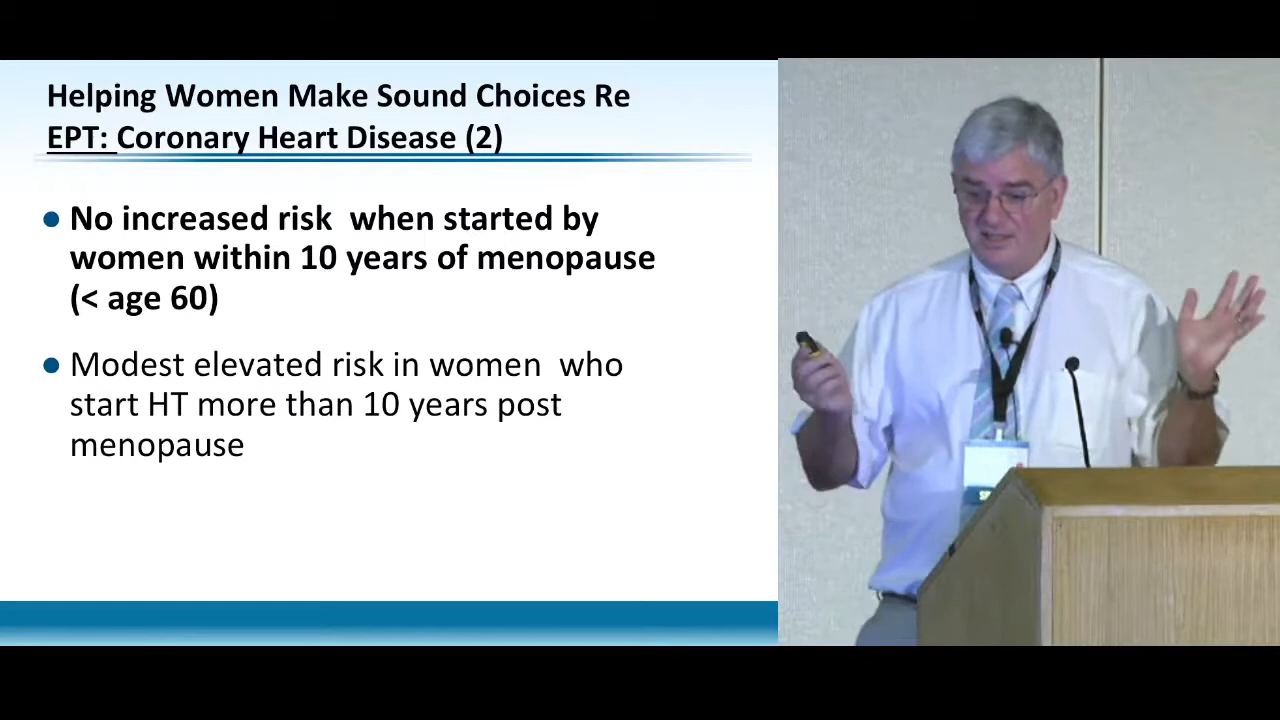 Helping Women Make Sound Choices Re
EPT: Coronary Heart Disease (2)
● No increased risk when started by
women within 10 years of menopause
(< age 60)
● Modest elevated risk in women who
start HT more than 10 years post
menopause